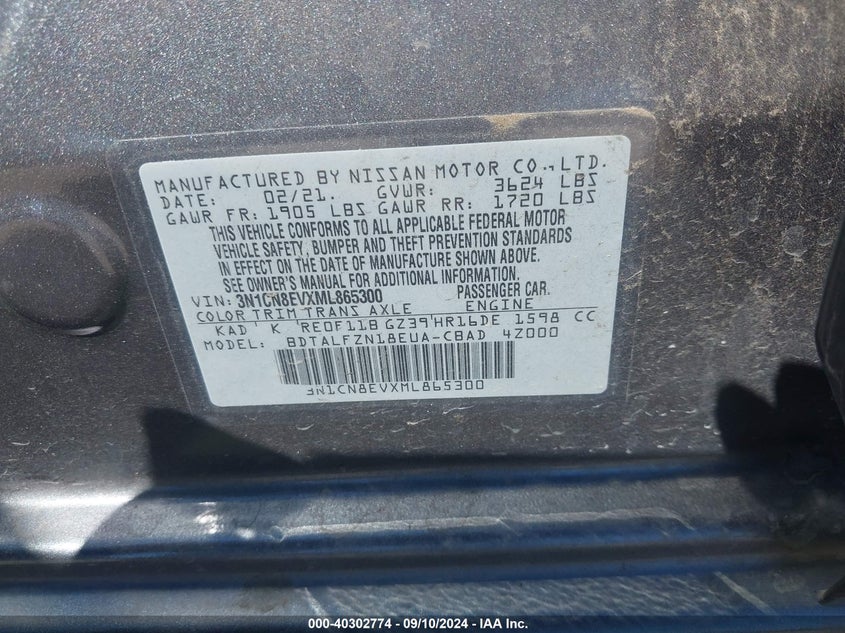 MANUFACTURED BY NISSAN MOTOR CO.,LTD.
DATE: 02/21. GVWR: 3624 LBS
GAWR FR: 1905 LBS GAWR RR: 1720 LBS
THIS VEHICLE CONFORMS TO ALL APPLICABLE FEDERAL MOTOR
VEHICLE SAFETY, BUMPER AND THEFT PREVENTION STANDARDS
IN EFFECT ON THE DATE OF MANUFACTURE SHOWN ABOVE.
SEE OWNER'S MANUAL FOR ADDITIONAL INFORMATION.
VIN: 3N1CN8EVXML865300 PASSENGER CAR.
COLOR TRIM TRANS AXLE ENGINE
KAD ' K 'RE0F11B GZ39'HR16DE 1598 CC
MODEL: BDTALFZN18EUA-CBAD 4Z000
3N1CN8EVXML865300
000-40302774 - 09/10/2024 - IAA Inc.